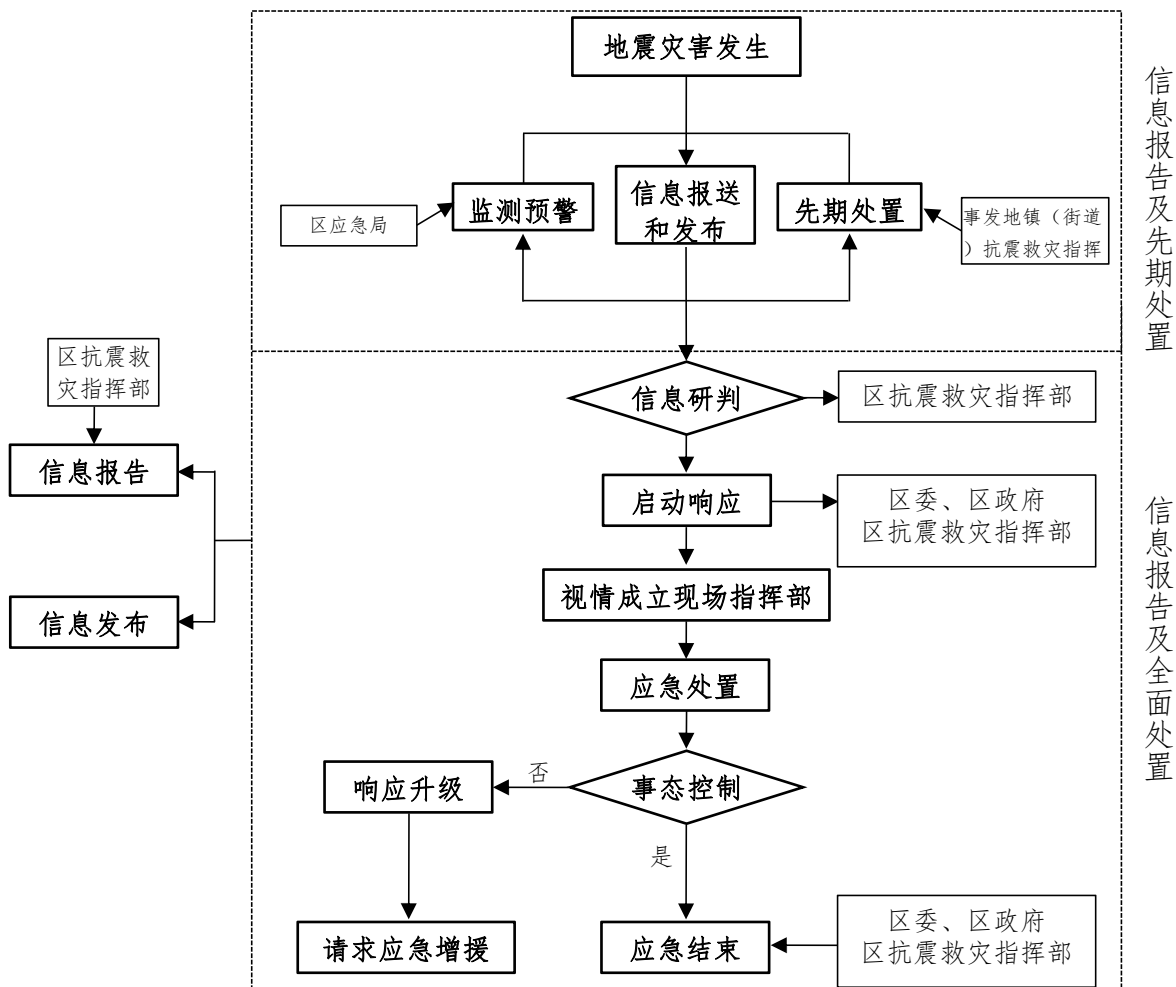 地震灾害发生
监测预警
信息报送
和发布
先期处置
区应急局
事发地镇（街道
）抗震救灾指挥
信息报告及先期处置
区抗震救
灾指挥部
信息报告
信息发布
信息研判
区抗震救灾指挥部
启动响应
区委、区政府
区抗震救灾指挥部
视情成立现场指挥部
应急处置
事态控制
否
响应升级
是
请求应急增援
应急结束
区委、区政府
区抗震救灾指挥部
信息报告及全面处置